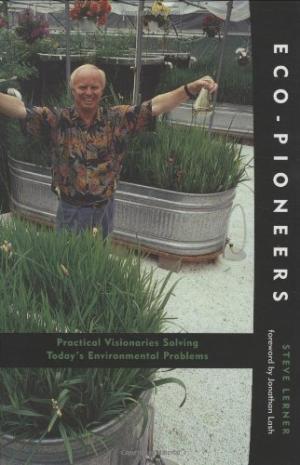 ECO-PIONEERS
STEVE LERNER
foreword by Jonathan Lash
Practical Visionaries Solving
Today's Environmental Problems